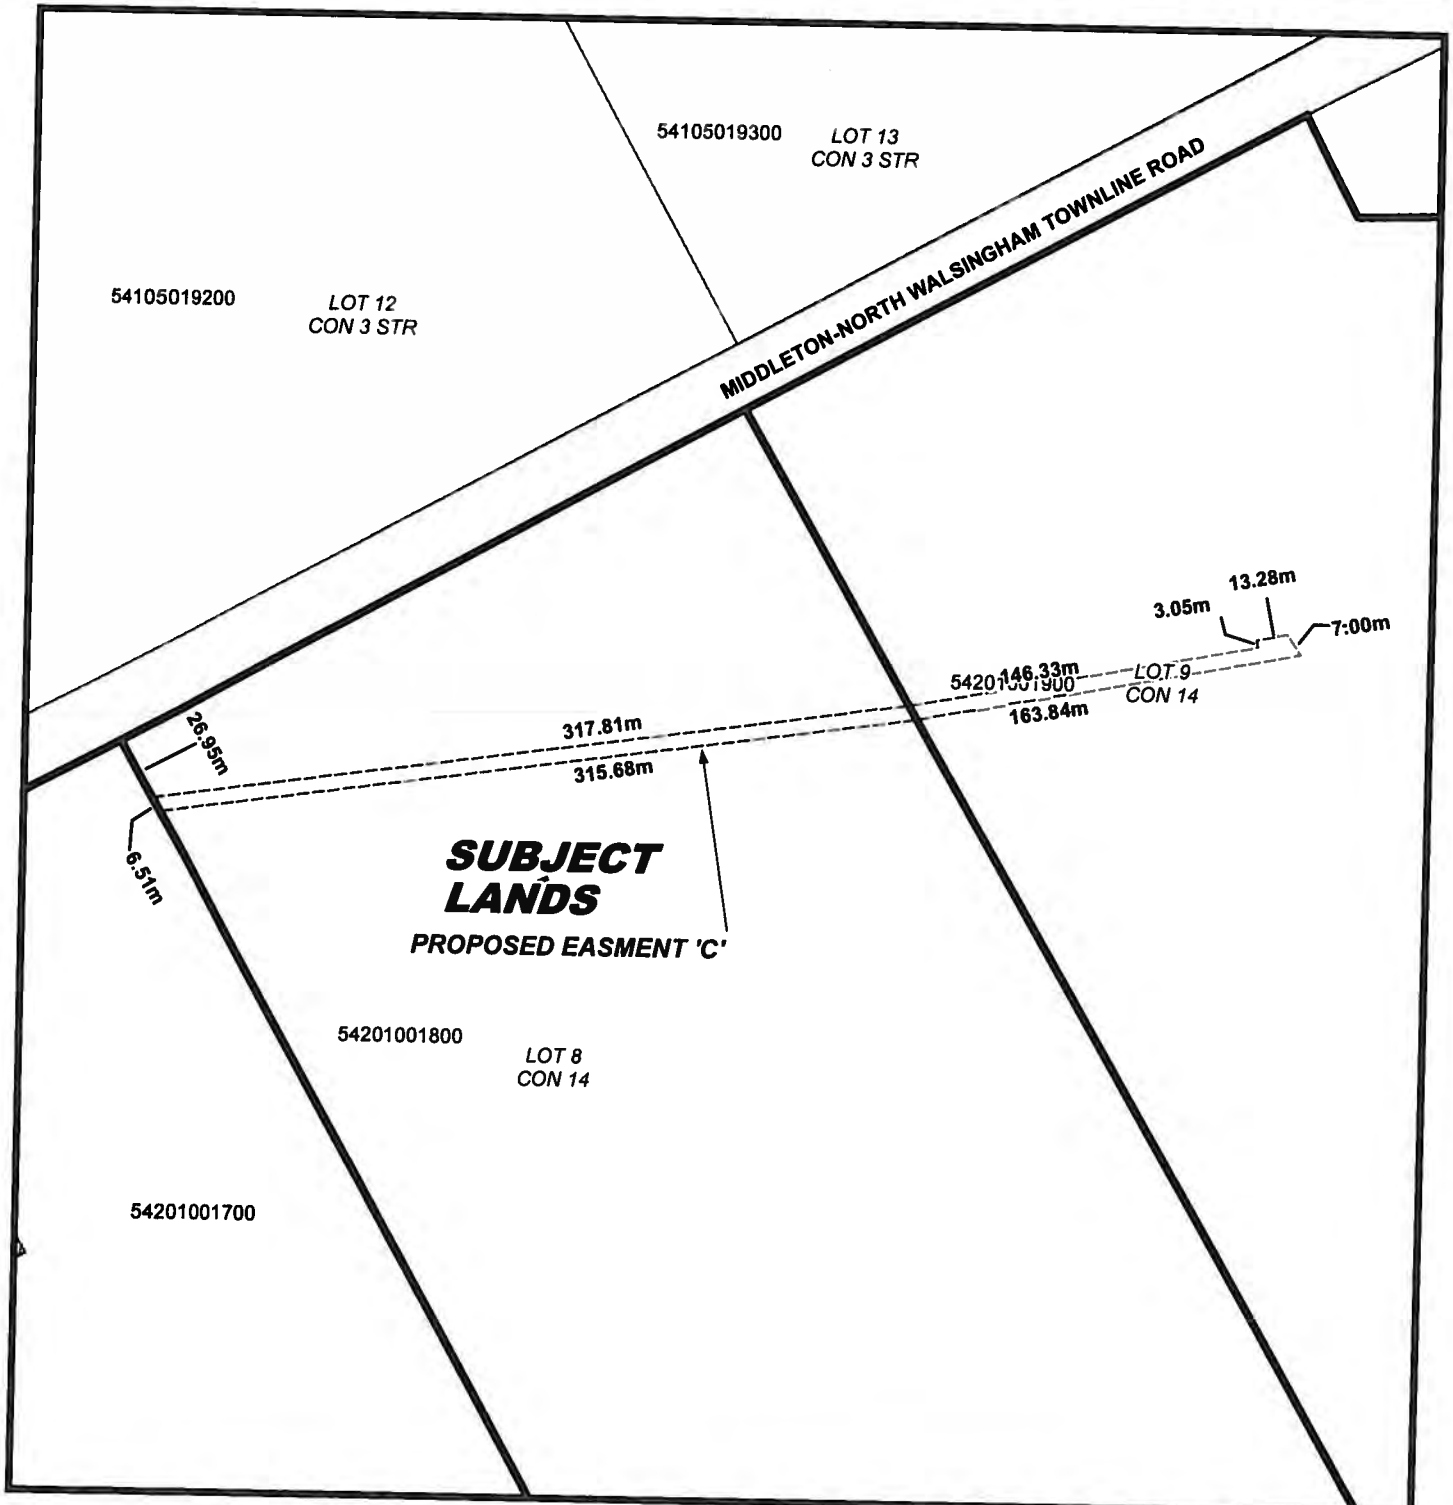 54105019300
LOT 13
CON 3 STR
54105019200
LOT 12
CON 3 STR
MIDDLETON-NORTH WALSINGHAM TOWNLINE ROAD
13.28m
3.05m
7:00m
146.33m
LOT 9
CON 14
163.84m
26.95m
317.81m
315.68m
6.51m
SUBJECT
LANDS
PROPOSED EASMENT 'C'
54201001800
LOT 8
CON 14
54201001700